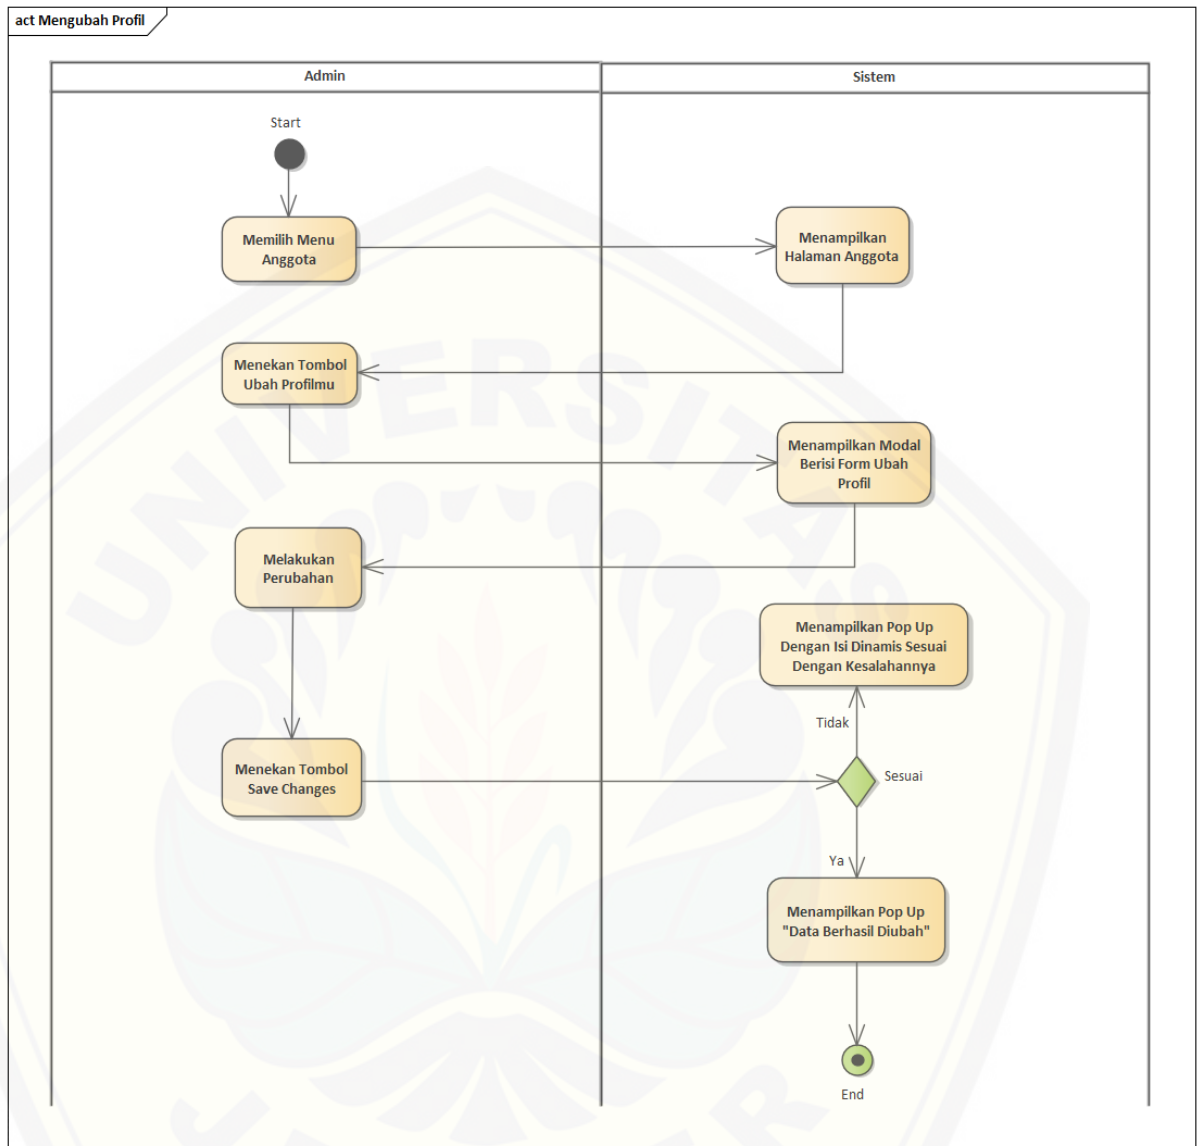 act Mengubah Profil
Admin
Sistem
Start
Memilih Menu
Anggota
Menampilkan
Halaman Anggota
Menekan Tombol
Ubah Profilmu
Menampilkan Modal
Berisi Form Ubah
Profil
Melakukan
Perubahan
Menampilkan Pop Up
Dengan Isi Dinamis Sesuai
Dengan Kesalahannya
Tidak
Menekan Tombol
Save Changes
Sesuai
Ya
Menampilkan Pop Up
"Data Berhasil Diubah"
End
UNIVERSITAS